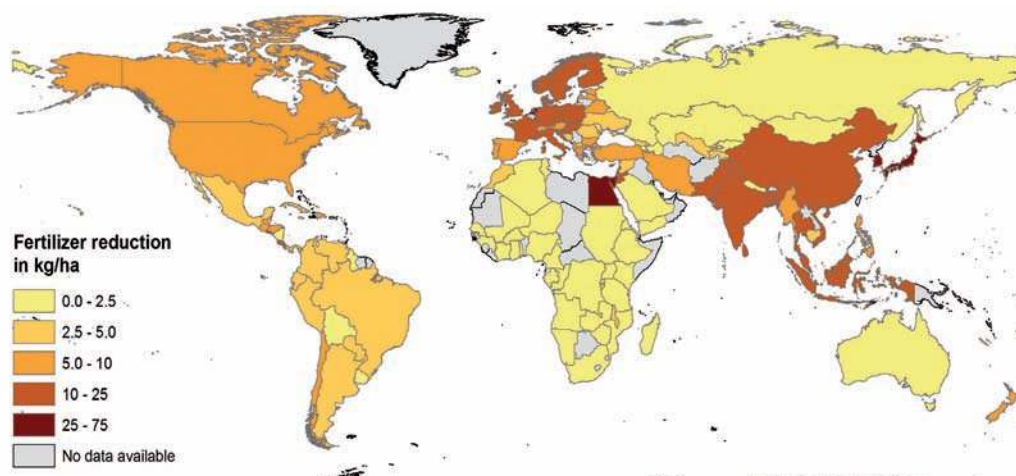 Fertilizer reduction
in kg/ha
0.0 - 2.5
2.5 - 5.0
5.0 - 10
10 - 25
25 - 75
No data available